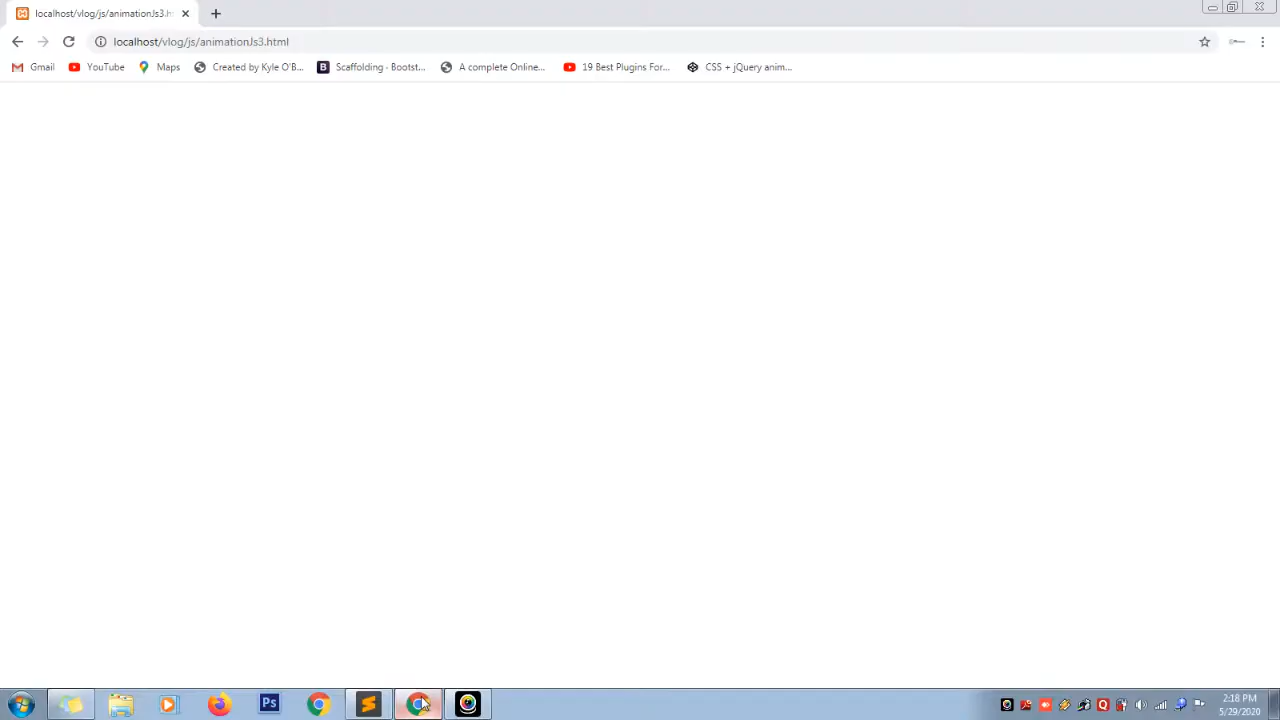 localhost/vlog/js/animationJs3.h
localhost/vlog/js/animationJs3.html
Gmail
YouTube
Maps
Created by Kyle O'B...
B
Scaffolding - Bootst...
A complete Online...
19 Best Plugins For...
CSS + jQuery anim...
Ps
2:18 PM
5/29/2020